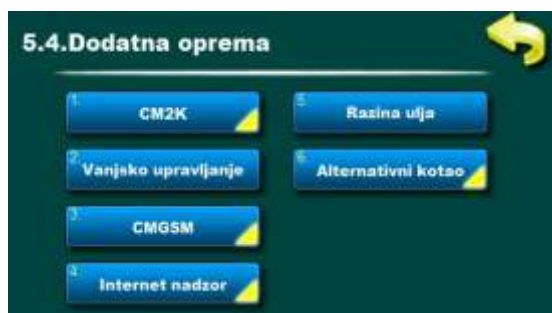 5.4.Dodatna oprema
1.
CM2K
2.
Vanjsko upravljanje
3.
CMGSM
4.
Internet nadzor
5.
Razina ulja
6.
Alternativni kotao